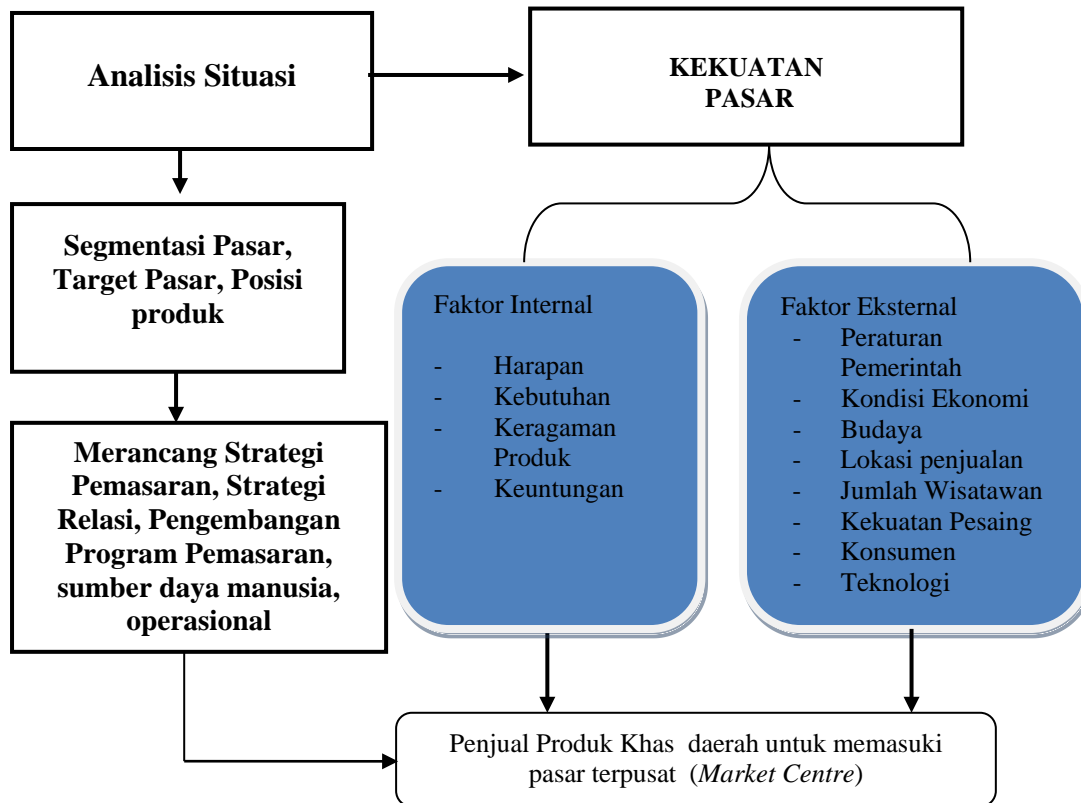 Analisis Situasi
KEKUATAN
PASAR
Segmentasi Pasar,
Target Pasar, Posisi
produk
Merancang Strategi
Pemasaran, Strategi
Relasi, Pengembangan
Program Pemasaran,
sumber daya manusia,
operasional
Faktor Internal
- Harapan
- Kebutuhan
- Keragaman
Produk
- Keuntungan
Faktor Eksternal
- Peraturan
Pemerintah
- Kondisi Ekonomi
- Budaya
- Lokasi penjualan
- Jumlah Wisatawan
- Kekuatan Pesaing
- Konsumen
- Teknologi
Penjual Produk Khas daerah untuk memasuki
pasar terpusat (Market Centre)